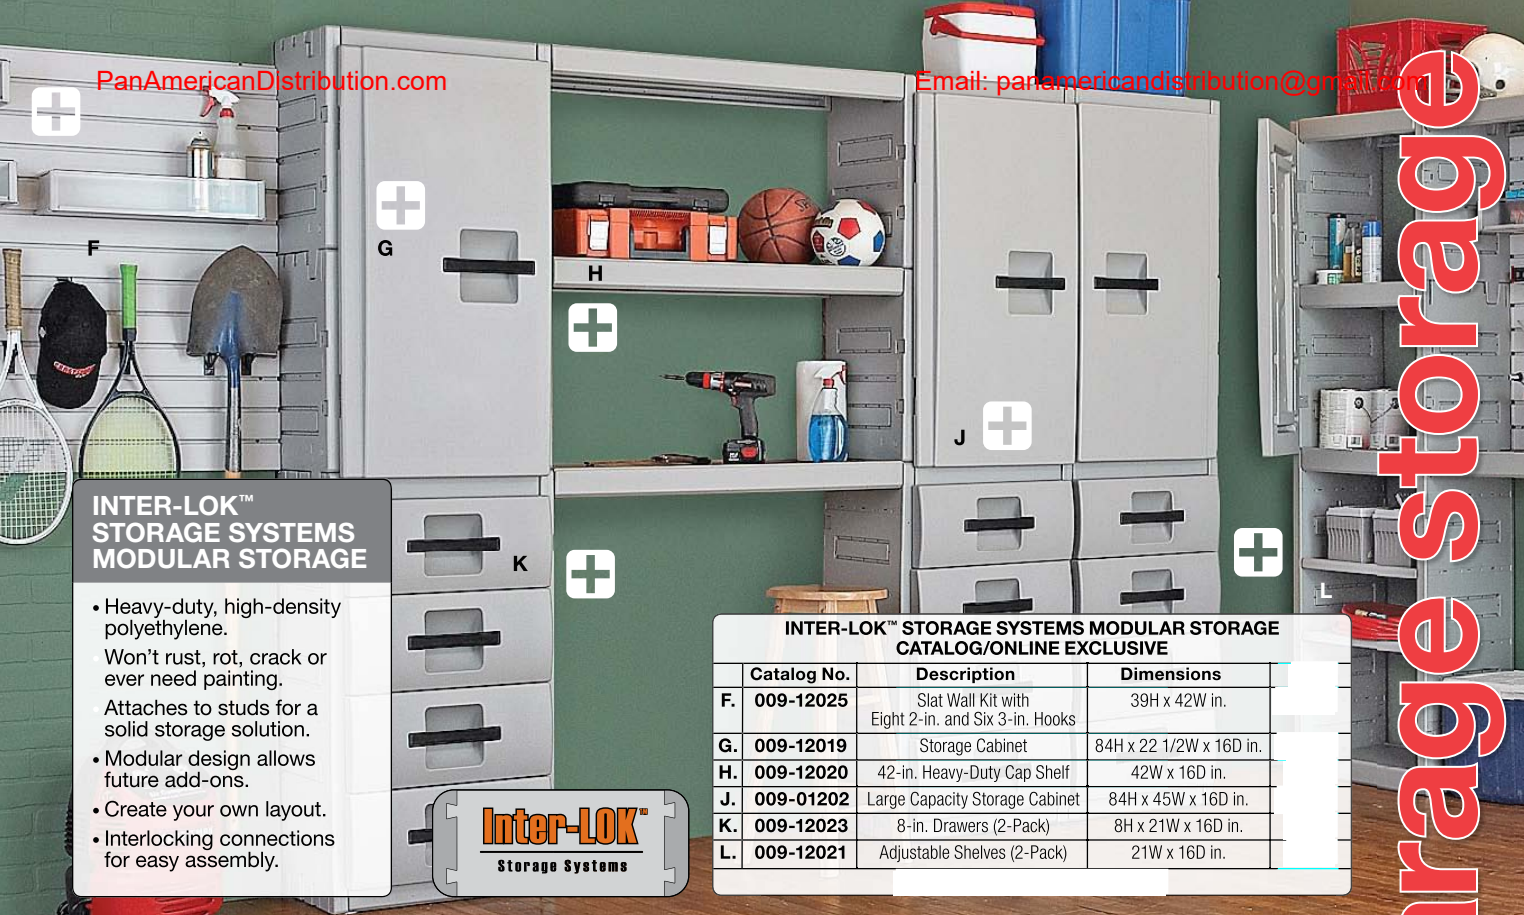 PanAmericanDIstribution.com
Email: panamericandistribution@gmail.com
F
G
H
J
K
L
INTER-LOK™
STORAGE SYSTEMS
MODULAR STORAGE
• Heavy-duty, high-density
polyethylene.
Won't rust, rot, crack or
ever need painting.
Attaches to studs for a
solid storage solution.
• Modular design allows
future add-ons.
• Create your own layout.
• Interlocking connections
for easy assembly.
Inter-LOK™
Storage Systems
INTER-LOK™ STORAGE SYSTEMS MODULAR STORAGE
CATALOG/ONLINE EXCLUSIVE
Catalog No. Description Dimensions
F. 009-12025 Slat Wall Kit with
Eight 2-in. and Six 3-in. Hooks 39H x 42W in.
G. 009-12019 Storage Cabinet 84H x 22 1/2W x 16D in.
H. 009-12020 42-in. Heavy-Duty Cap Shelf 42W x 16D in.
J. 009-01202 Large Capacity Storage Cabinet 84H x 45W x 16D in.
K. 009-12023 8-in. Drawers (2-Pack) 8H x 21W x 16D in.
L. 009-12021 Adjustable Shelves (2-Pack) 21W x 16D in.
rage storage